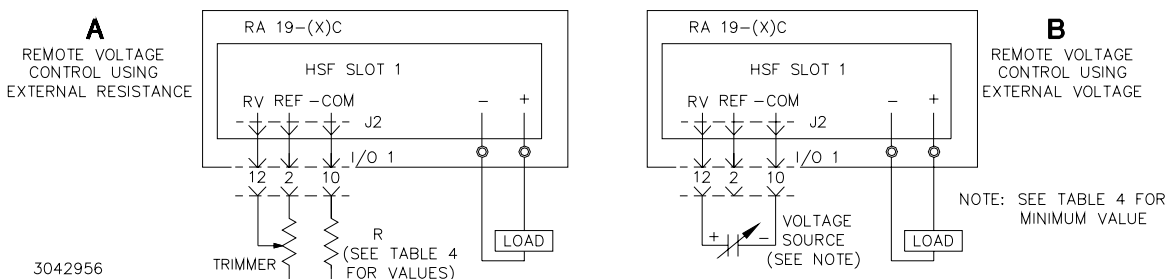 A
REMOTE VOLTAGE
CONTROL USING
EXTERNAL RESISTANCE
RA 19-(X)C
HSF SLOT 1
RV REF -COM - +
J2
I/O 1
12 2 10
TRIMMER
R
(SEE TABLE 4
FOR VALUES)
LOAD
3042956
RA 19-(X)C
HSF SLOT 1
RV REF -COM - +
J2
I/O 1
12 2 10
+ -
VOLTAGE
SOURCE
(SEE NOTE)
LOAD
B
REMOTE VOLTAGE
CONTROL USING
EXTERNAL VOLTAGE
NOTE: SEE TABLE 4 FOR
MINIMUM VALUE